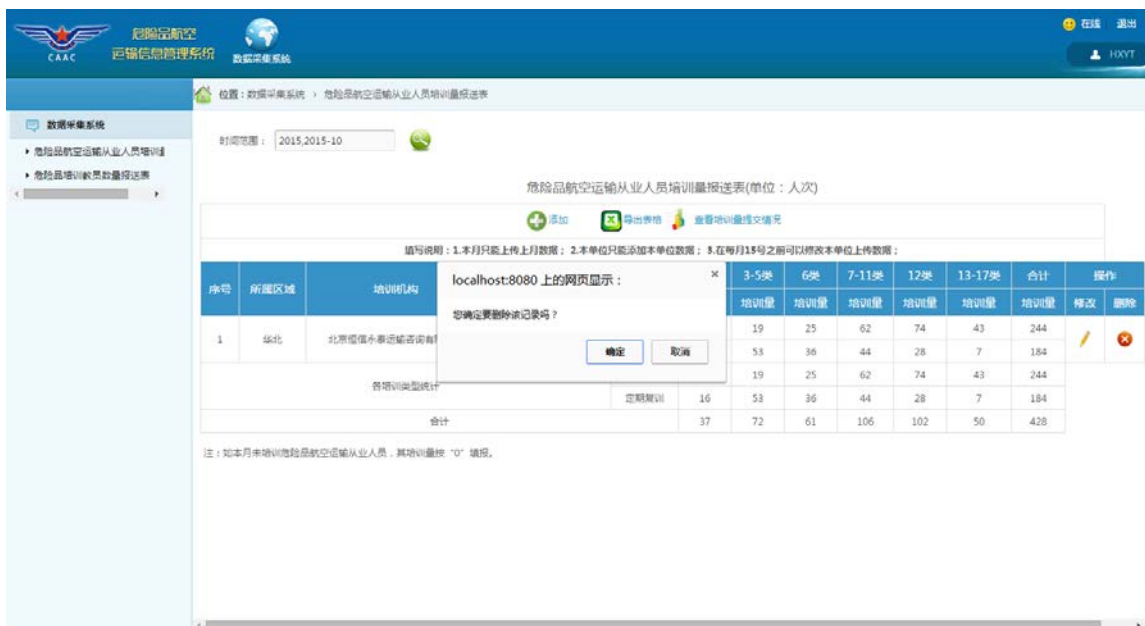 危险品航空
运输信息管理系统
CAAC
数据采集系统
在线 退出
HXYT
位置：数据采集系统 › 危险品航空运输从业人员培训量报送表
数据采集系统
危险品航空运输从业人员培训量
危险品培训教员数量报送表
时间范围： 2015,2015-10
危险品航空运输从业人员培训量报送表(单位：人次)
添加 导出表格 查看培训量提交情况
填写说明：1.本月只能上传上月数据； 2.本单位只能添加本单位数据； 3.在每月15号之前可以修改本单位上传数据；
序号 所属区域 培训机构 3-5类 6类 7-11类 12类 13-17类 合计 操作
培训量 培训量 培训量 培训量 培训量 培训量 修改 删除
localhost:8080 上的网页显示： ×
您确定要删除该记录吗？
确定 取消
1 华北 北京恒信永泰运输咨询有 19 25 62 74 43 244
53 36 44 28 7 184
各培训类型统计 19 25 62 74 43 244
定期复训 16 53 36 44 28 7 184
合计 37 72 61 106 102 50 428
注：如本月未培训危险品航空运输从业人员，其培训量按“0”填报。